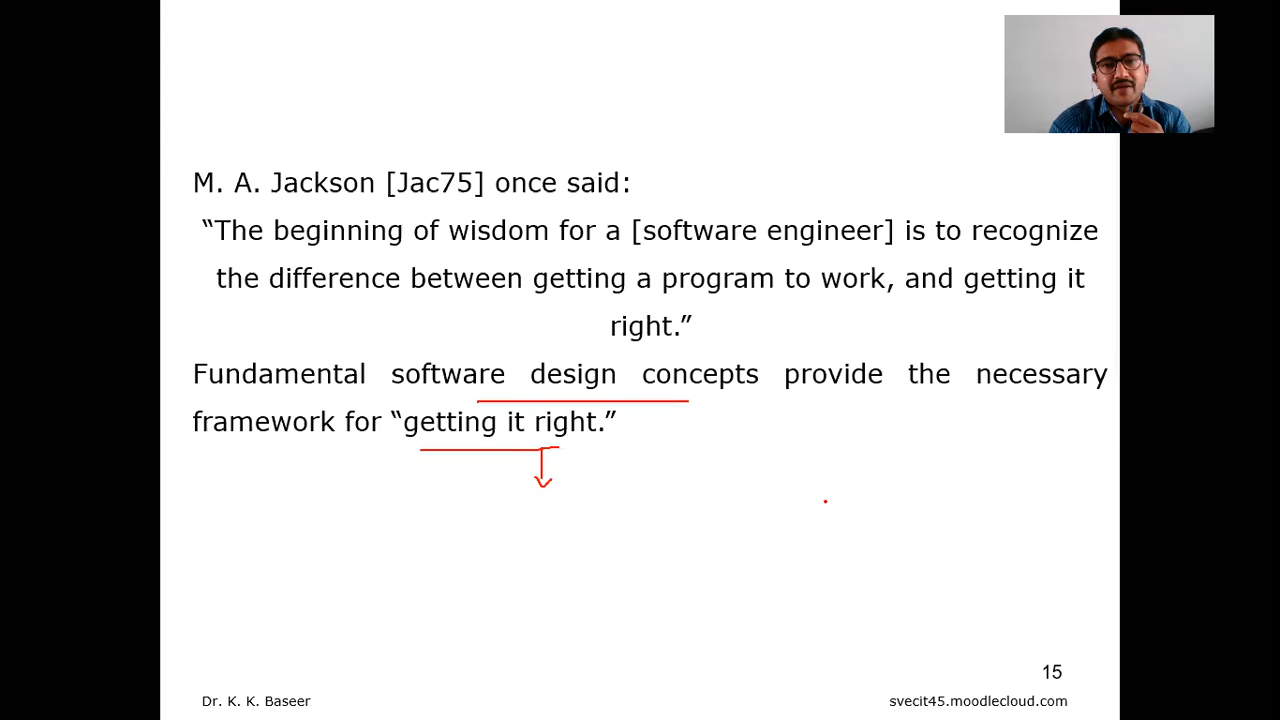 M. A. Jackson [Jac75] once said:
“The beginning of wisdom for a [software engineer] is to recognize
the difference between getting a program to work, and getting it
right.”
Fundamental software design concepts provide the necessary
framework for “getting it right.”
15
Dr. K. K. Baseer
svecit45.moodlecloud.com